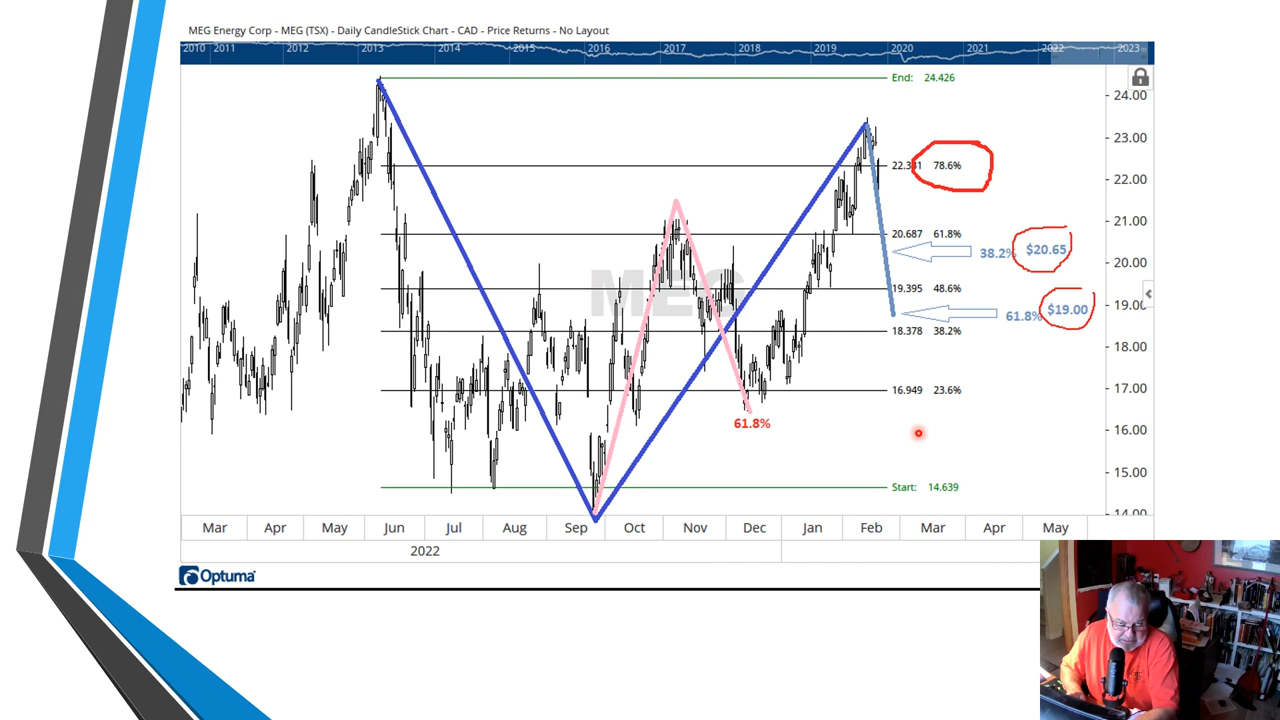 MEG Energy Corp - MEG (TSX) - Daily CandleStick Chart - CAD - Price Returns - No Layout
2010 2011 2012 2013 2014 2015 2016 2017 2018 2019 2020 2021 2022 2023
End: 24.426
24.00
23.00
22.331 78.6%
22.00
21.00
20.687 61.8%
38.2% $20.65
20.00
MEG
19.395 48.6%
19.00
61.8% $19.00
18.378 38.2%
18.00
17.00
16.949 23.6%
61.8%
16.00
15.00
Start: 14.639
14.00
Mar Apr May Jun Jul Aug Sep Oct Nov Dec Jan Feb Mar Apr May
2022
Optuma